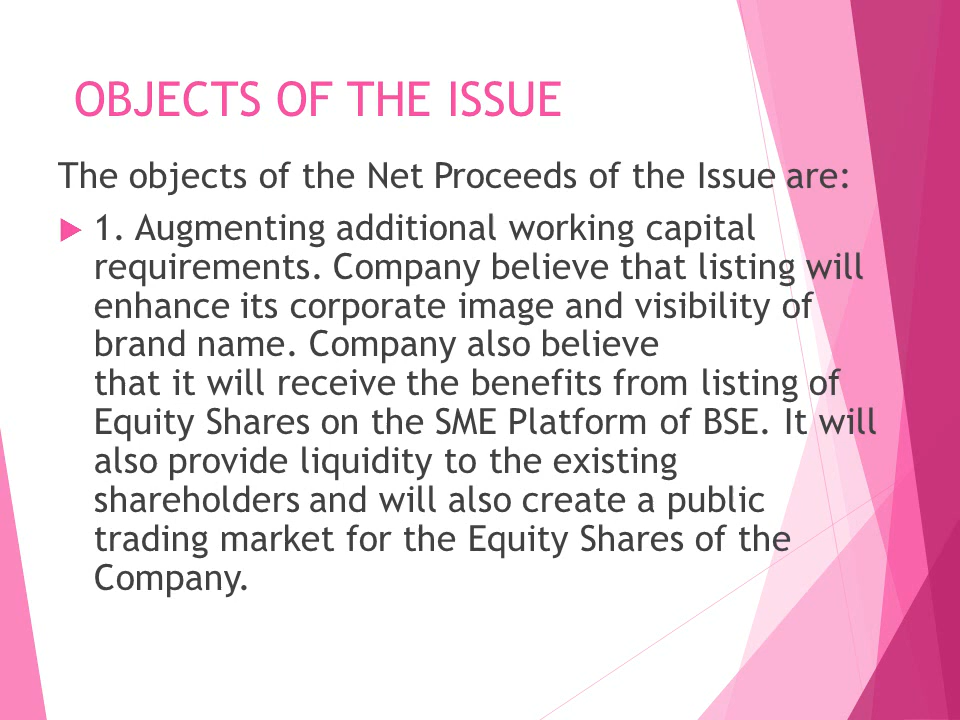 OBJECTS OF THE ISSUE
The objects of the Net Proceeds of the Issue are:
1. Augmenting additional working capital
requirements. Company believe that listing will
enhance its corporate image and visibility of
brand name. Company also believe
that it will receive the benefits from listing of
Equity Shares on the SME Platform of BSE. It will
also provide liquidity to the existing
shareholders and will also create a public
trading market for the Equity Shares of the
Company.